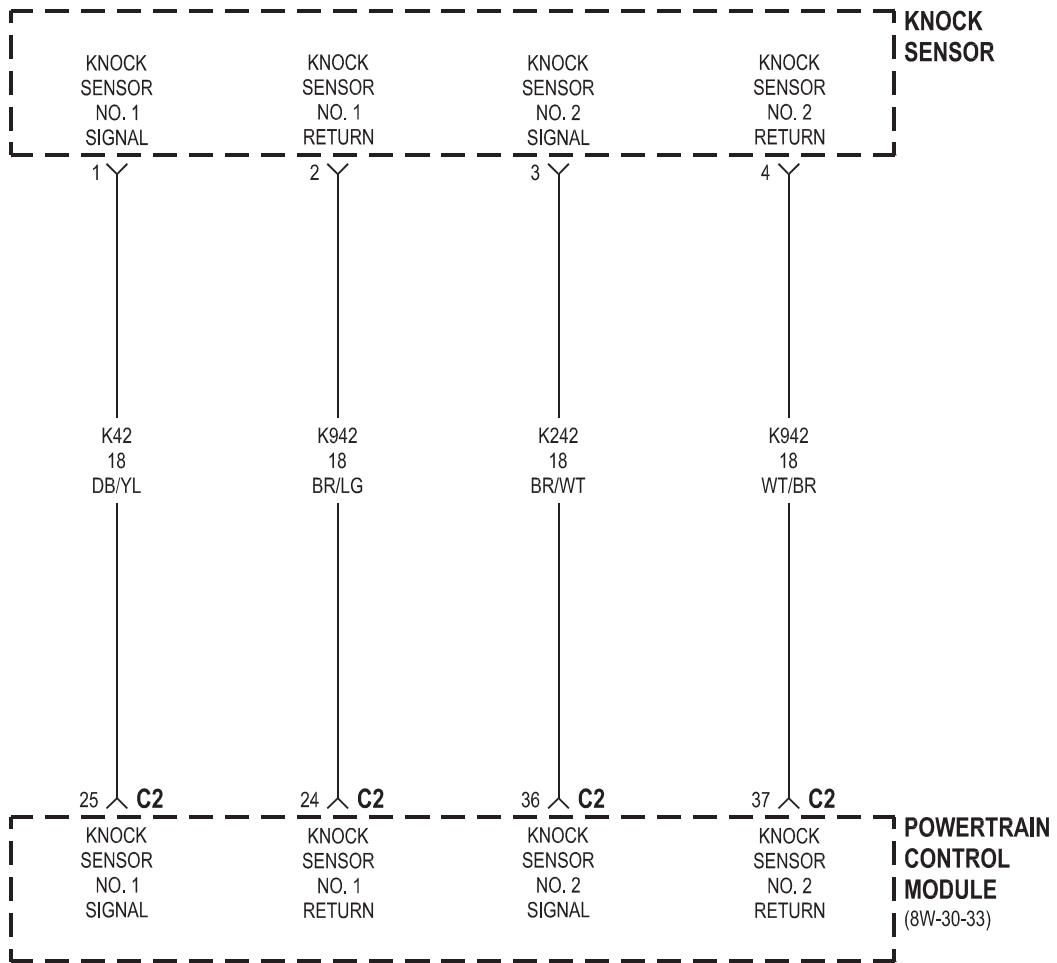 KNOCK
SENSOR
KNOCK
SENSOR
NO. 1
SIGNAL
KNOCK
SENSOR
NO. 1
RETURN
KNOCK
SENSOR
NO. 2
SIGNAL
KNOCK
SENSOR
NO. 2
RETURN
1
2
3
4
K42
18
DB/YL
K942
18
BR/LG
K242
18
BR/WT
K942
18
WT/BR
25 C2
24 C2
36 C2
37 C2
KNOCK
SENSOR
NO. 1
SIGNAL
KNOCK
SENSOR
NO. 1
RETURN
KNOCK
SENSOR
NO. 2
SIGNAL
KNOCK
SENSOR
NO. 2
RETURN
POWERTRAIN
CONTROL
MODULE
(8W-30-33)